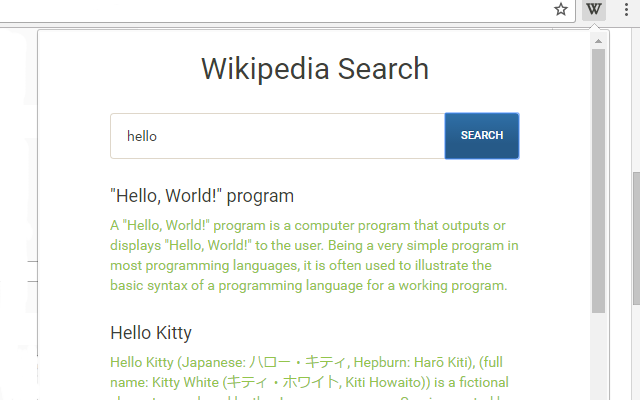 W
Wikipedia Search
hello
SEARCH
"Hello, World!" program
A "Hello, World!" program is a computer program that outputs or
displays "Hello, World!" to the user. Being a very simple program in
most programming languages, it is often used to illustrate the
basic syntax of a programming language for a working program.
Hello Kitty
Hello Kitty (Japanese: ハロー・キティ, Hepburn: Harō Kiti), (full
name: Kitty White (キティ・ホワイト, Kiti Howaito)) is a fictional